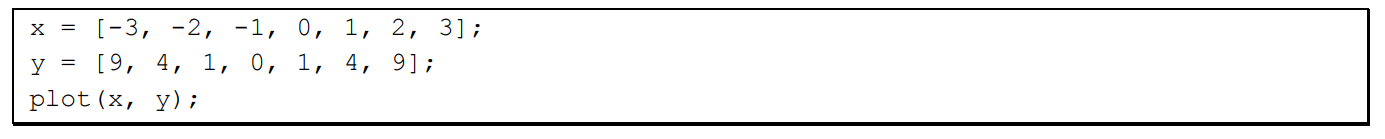 x = [-3, -2, -1, 0, 1, 2, 3];
y = [9, 4, 1, 0, 1, 4, 9];
plot(x, y);